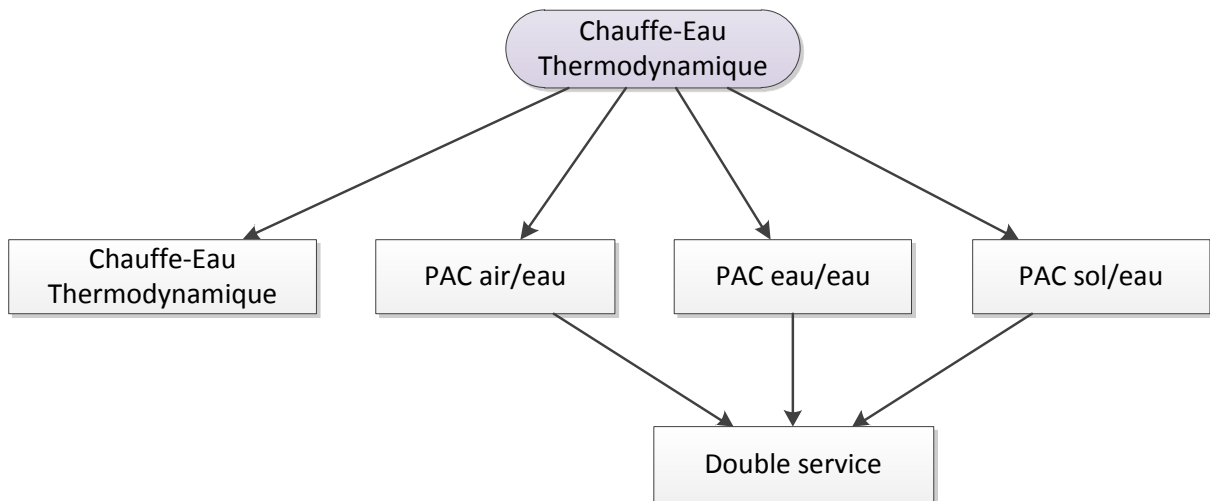 Chauffe-Eau
Thermodynamique
Chauffe-Eau
Thermodynamique
PAC air/eau
PAC eau/eau
PAC sol/eau
Double service